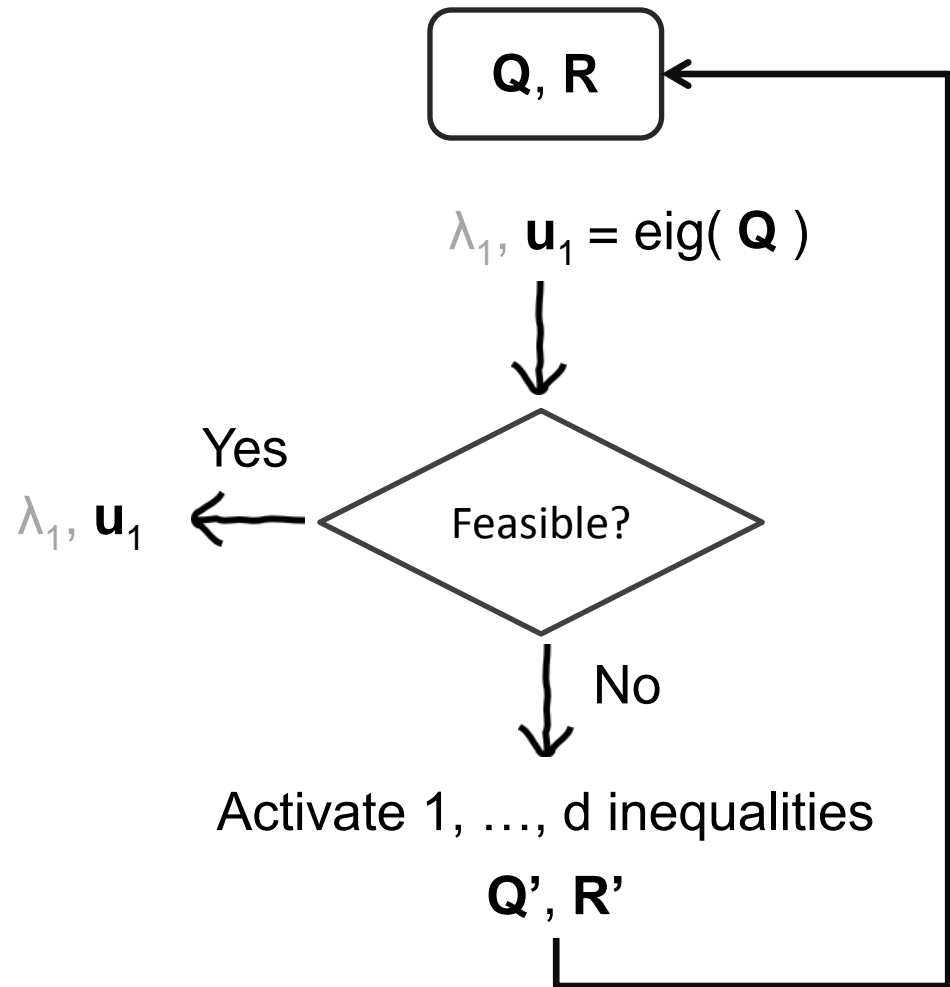 Q, R
λ₁, u₁ = eig( Q )
Yes
λ₁, u₁
Feasible?
No
Activate 1, …, d inequalities
Q’, R’